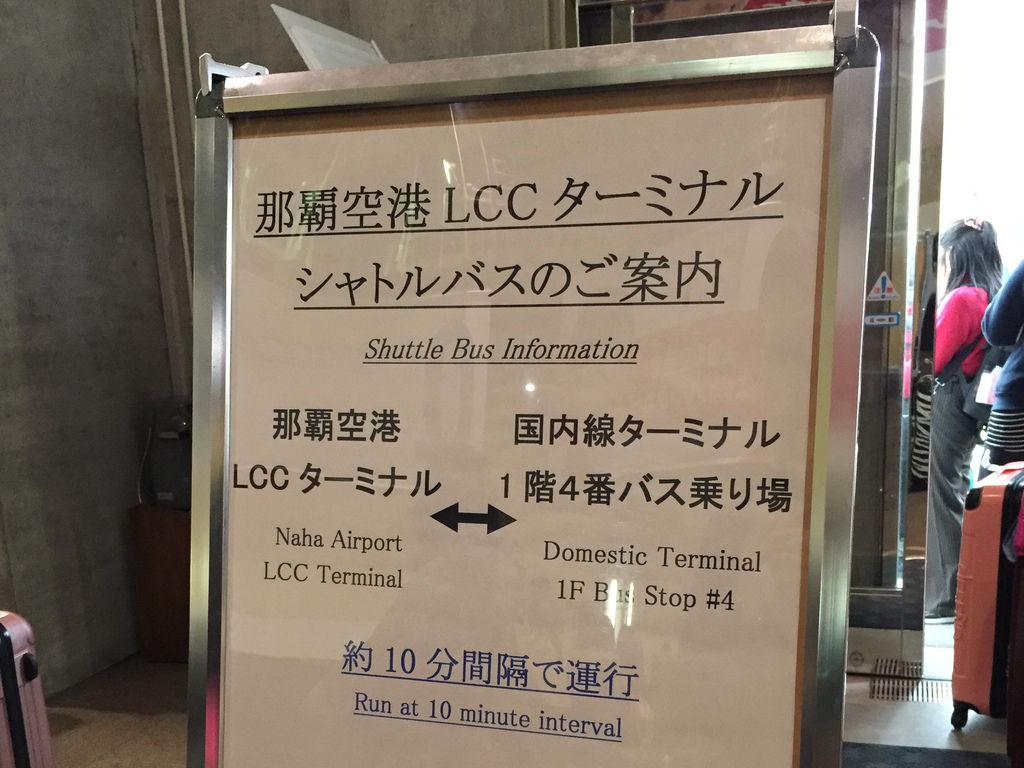 那覇空港 LCC ターミナル
シャトルバスのご案内
Shuttle Bus Information
那覇空港
LCC ターミナル
Naha Airport
LCC Terminal
国内線ターミナル
1階4番バス乗り場
Domestic Terminal
1F Bus Stop #4
約 10 分間隔で運行
Run at 10 minute interval